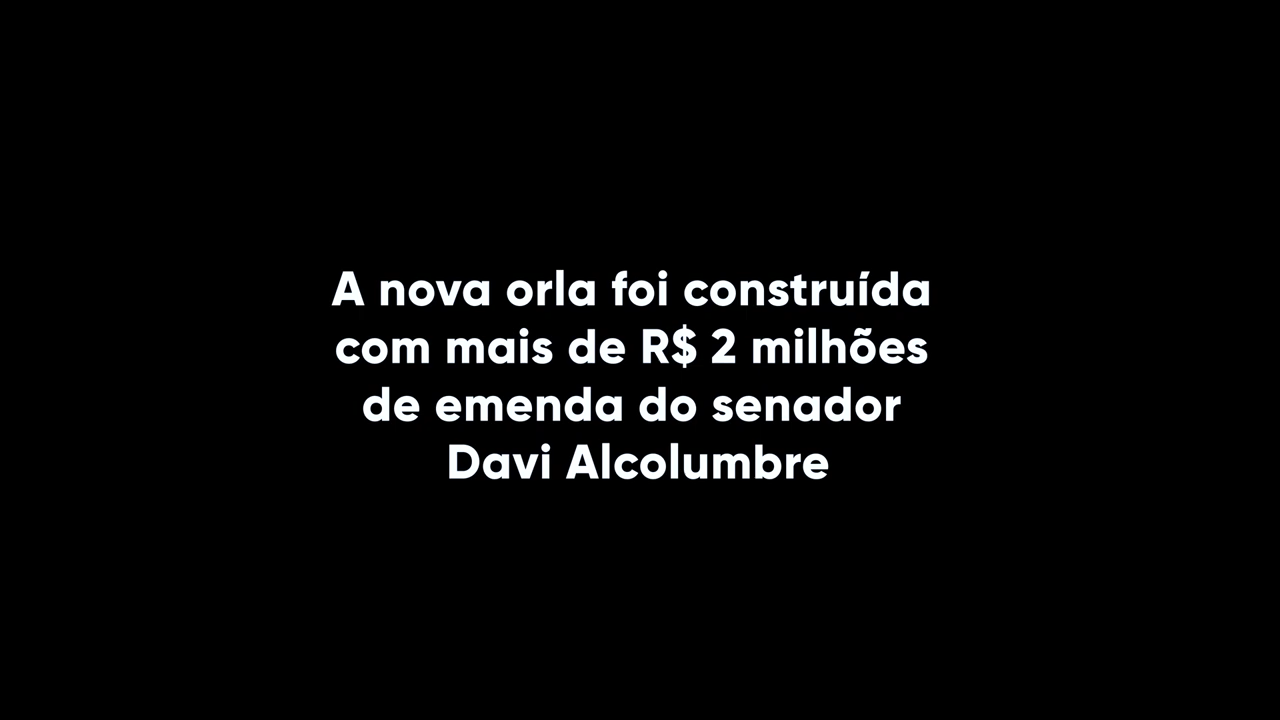 A nova orla foi construída
com mais de R$ 2 milhões
de emenda do senador
Davi Alcolumbre